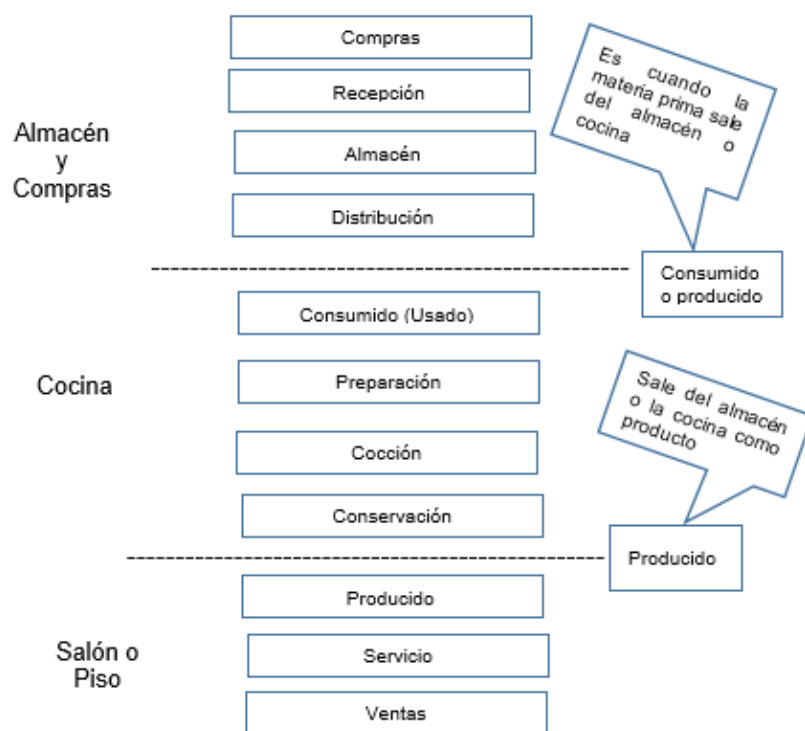 Compras
Es cuando la
materia prima sale
del almacén o
cocina
Recepción
Almacén
y
Compras
Almacén
Distribución
Consumido
o producido
Consumido (Usado)
Cocina
Preparación
Sale del almacén
o la cocina como
producto
Cocción
Conservación
Producido
Producido
Salón o
Piso
Servicio
Ventas